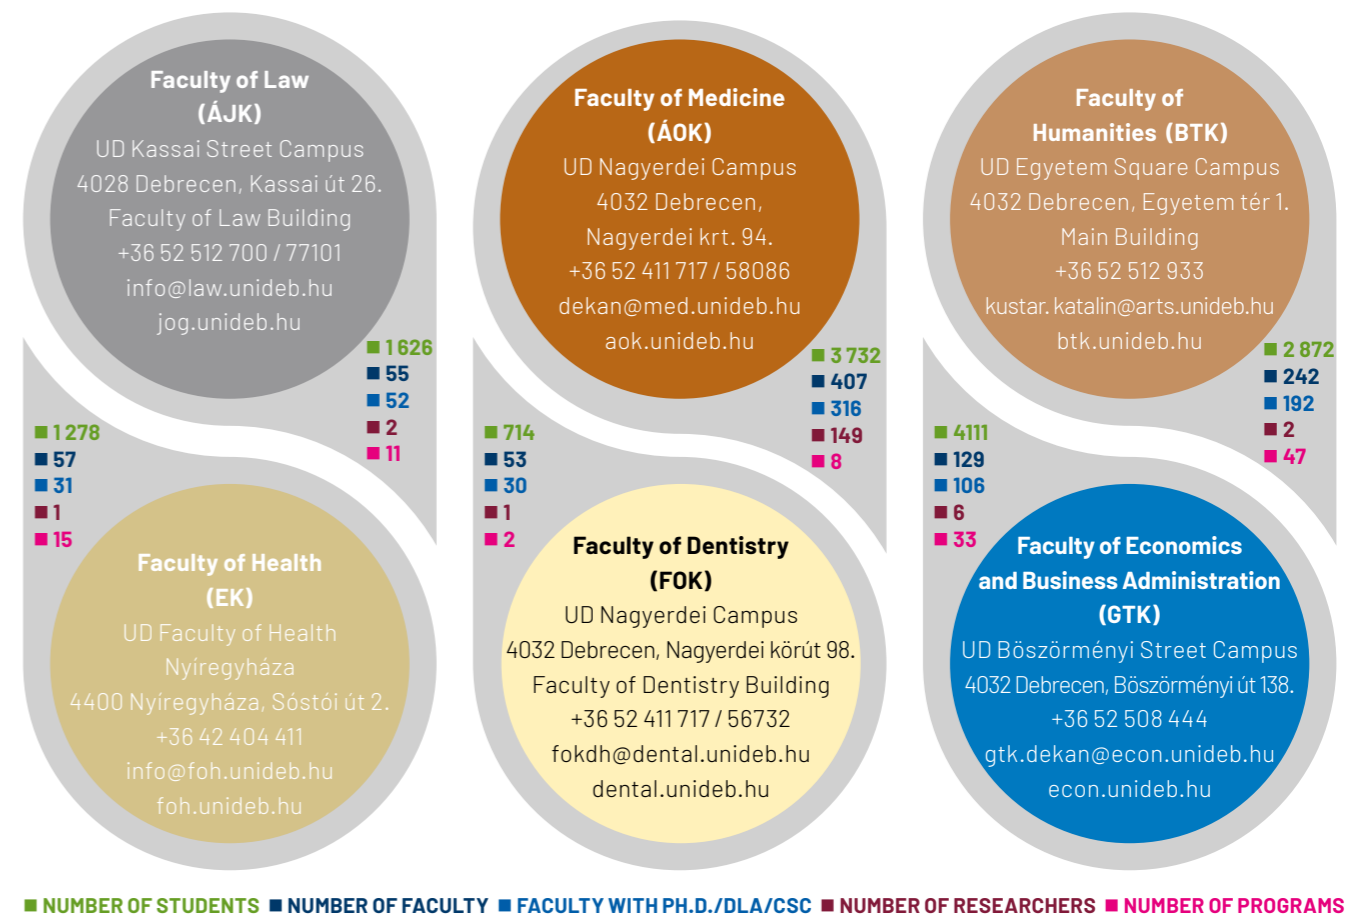 Faculty of Law
(ÁJK)
UD Kassai Street Campus
4028 Debrecen, Kassai út 26.
Faculty of Law Building
+36 52 512 700 / 77101
info@law.unideb.hu
jog.unideb.hu
1 626
55
52
2
11
Faculty of Medicine
(ÁOK)
UD Nagyerdei Campus
4032 Debrecen,
Nagyerdei krt. 94.
+36 52 411 717 / 58086
dekan@med.unideb.hu
aok.unideb.hu
3 732
407
316
149
8
Faculty of
Humanities (BTK)
UD Egyetem Square Campus
4032 Debrecen, Egyetem tér 1.
Main Building
+36 52 512 933
kustar. katalin@arts.unideb.hu
btk.unideb.hu
2 872
242
192
2
47
1 278
57
31
1
15
Faculty of Health
(EK)
UD Faculty of Health
Nyíregyháza
4400 Nyíregyháza, Sóstói út 2.
+36 42 404 411
info@foh.unideb.hu
foh.unideb.hu
714
53
30
1
2
Faculty of Dentistry
(FOK)
UD Nagyerdei Campus
4032 Debrecen, Nagyerdei körút 98.
Faculty of Dentistry Building
+36 52 411 717 / 56732
fokdh@dental.unideb.hu
dental.unideb.hu
4111
129
106
6
33
Faculty of Economics
and Business Administration
(GTK)
UD Böszörményi Street Campus
4032 Debrecen, Böszörményi út 138.
+36 52 508 444
gtk.dekan@econ.unideb.hu
econ.unideb.hu
NUMBER OF STUDENTS NUMBER OF FACULTY FACULTY WITH PH.D./DLA/CSC NUMBER OF RESEARCHERS NUMBER OF PROGRAMS